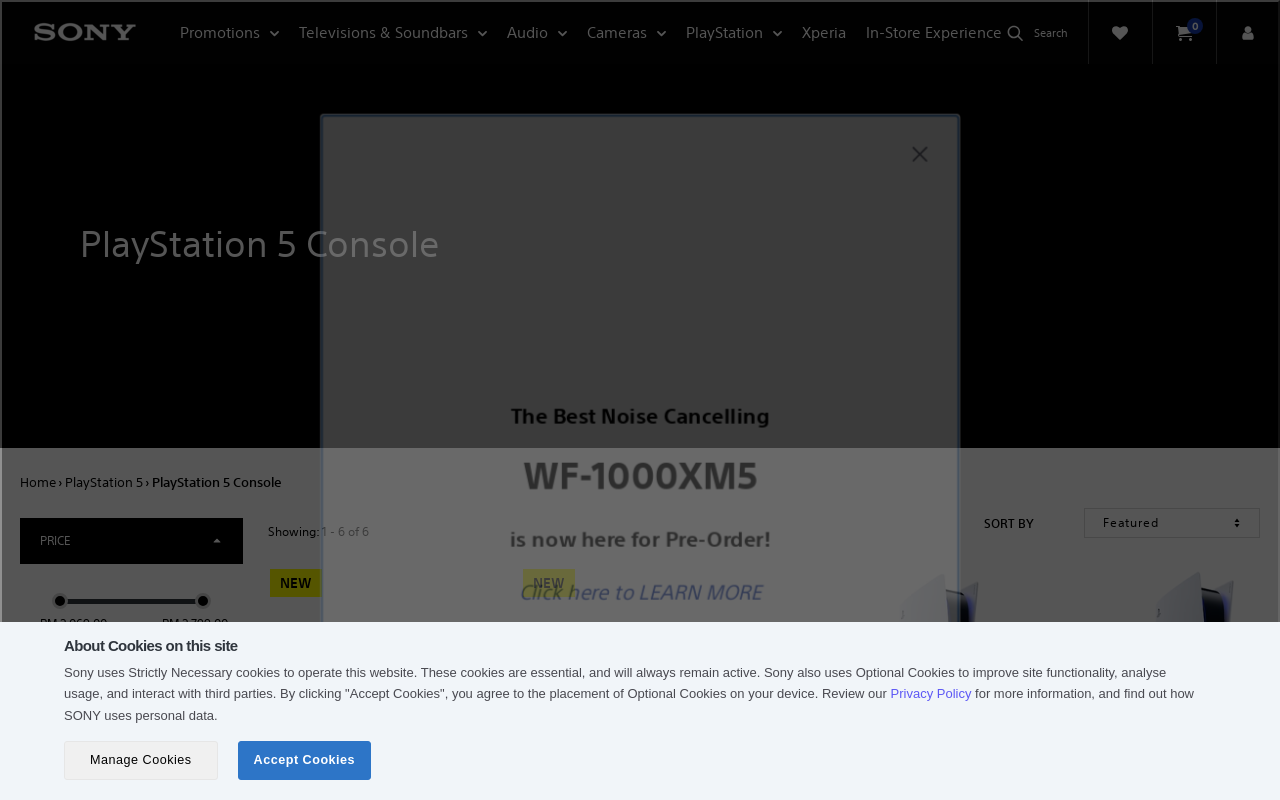 SONY
Promotions
Televisions & Soundbars
Audio
Cameras
PlayStation
Xperia
In-Store Experience
Search
0
PlayStation 5 Console
The Best Noise Cancelling
WF-1000XM5
is now here for Pre-Order!
Click here to LEARN MORE
Home › PlayStation 5 › PlayStation 5 Console
PRICE
Showing: 1 - 6 of 6
SORT BY
Featured
NEW
NEW
About Cookies on this site
Sony uses Strictly Necessary cookies to operate this website. These cookies are essential, and will always remain active. Sony also uses Optional Cookies to improve site functionality, analyse
usage, and interact with third parties. By clicking "Accept Cookies", you agree to the placement of Optional Cookies on your device. Review our Privacy Policy for more information, and find out how
SONY uses personal data.
Manage Cookies
Accept Cookies